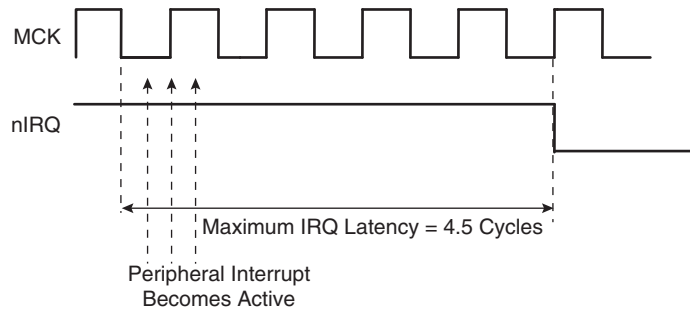 MCK
nIRQ
Maximum IRQ Latency = 4.5 Cycles
Peripheral Interrupt
Becomes Active